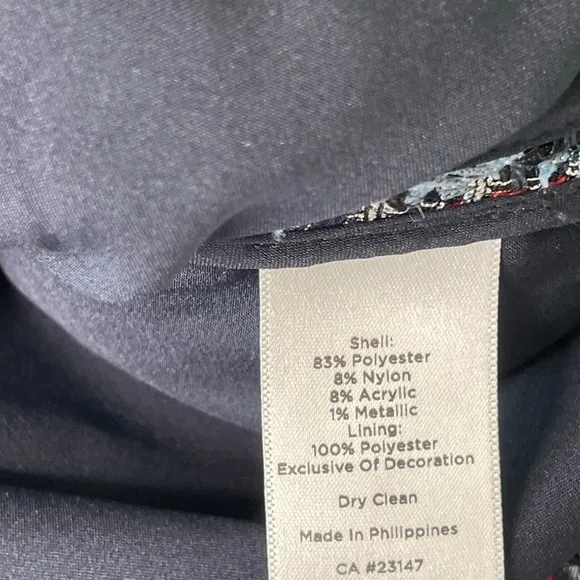 Shell:
83% Polyester
8% Nylon
8% Acrylic
1% Metallic
Lining:
100% Polyester
Exclusive Of Decoration
Dry Clean
Made In Philippines
CA #23147